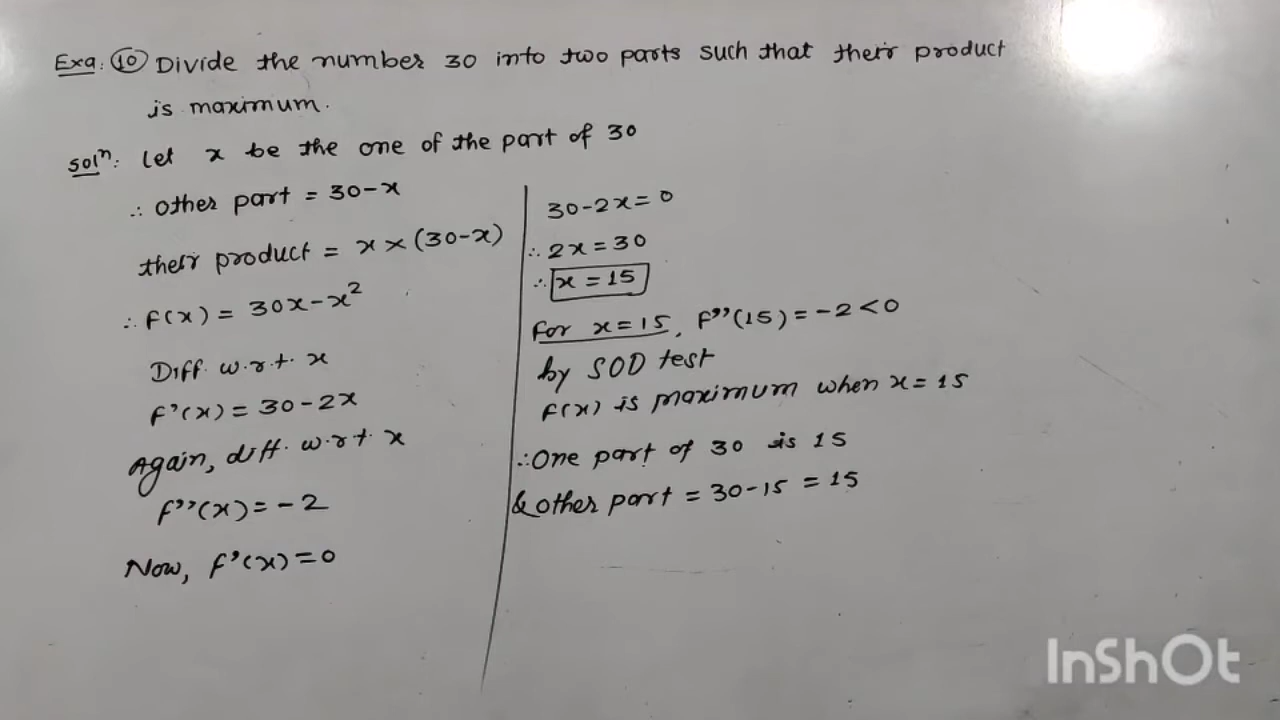 Exa: 10 Divide the number 30 into two parts such that their product
is maximum.
Solⁿ: Let x be the one of the part of 30
∴ other part = 30-x
their product = x × (30-x)
∴ f(x) = 30x-x²
Diff. w.r.t. x
f'(x) = 30-2x
Again, diff. w.r.t. x
f''(x) = -2
Now, f'(x) = 0
30-2x = 0
∴ 2x = 30
∴ x = 15
For x = 15, f''(15) = -2 < 0
by SOD test
f(x) is maximum when x = 15
∴ One part of 30 is 15
& other part = 30-15 = 15
InShOt